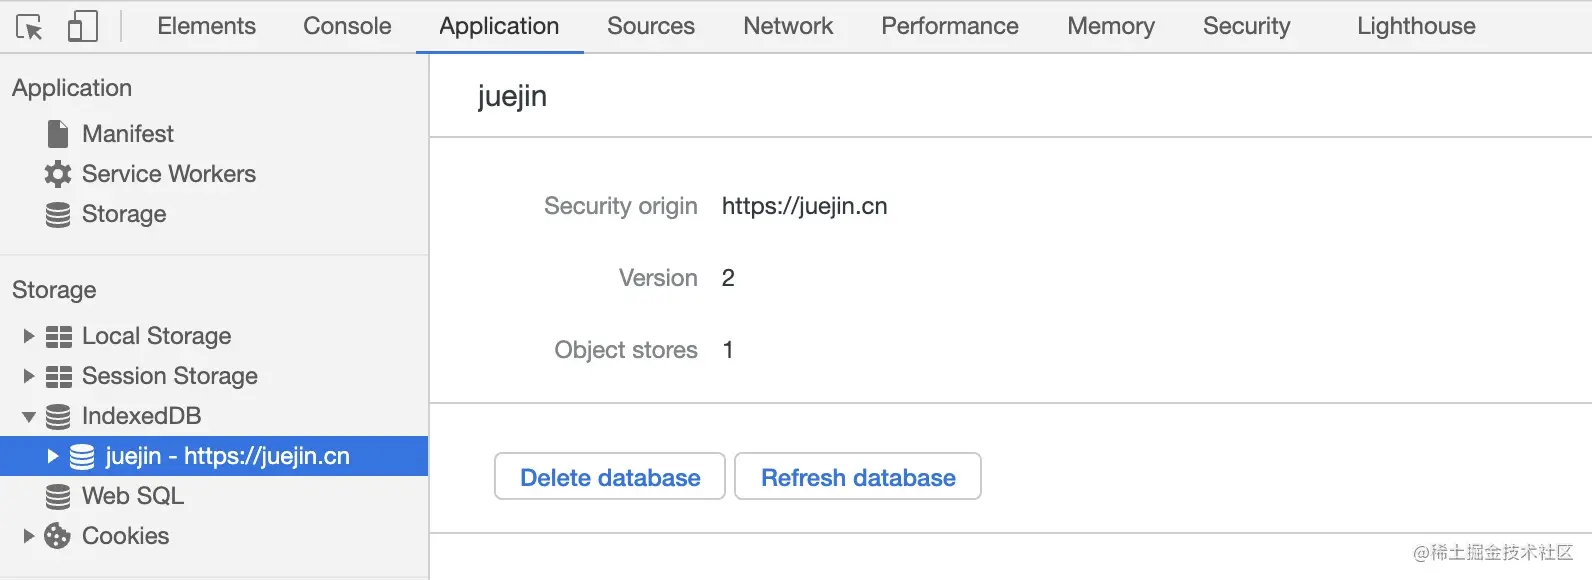 Elements Console Application Sources Network Performance Memory Security Lighthouse
Application
Manifest
Service Workers
Storage
Storage
Local Storage
Session Storage
IndexedDB
juejin - https://juejin.cn
Web SQL
Cookies
juejin
Security origin https://juejin.cn
Version 2
Object stores 1
Delete database Refresh database
@稀土掘金技术社区